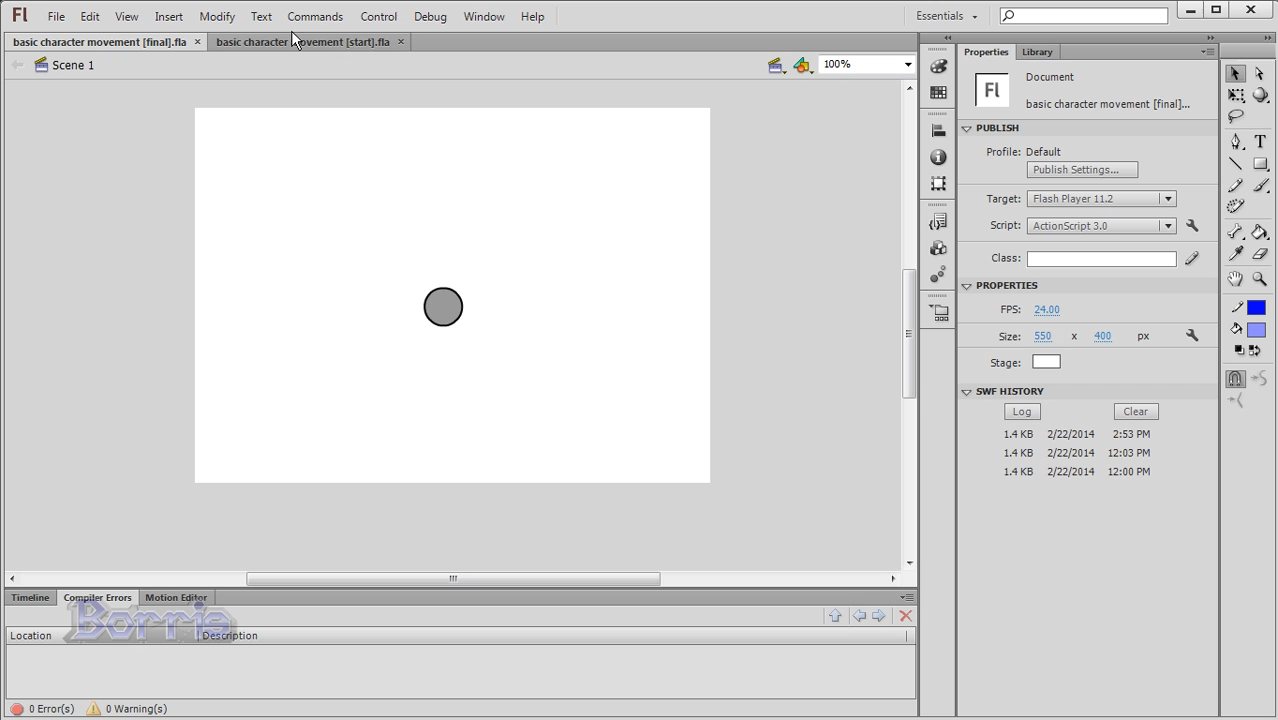 Fl File Edit View Insert Modify Text Commands Control Debug Window Help Essentials
basic character movement [final].fla × basic character movement [start].fla ×
Scene 1 100%
Properties Library
Fl Document
basic character movement [final]...
PUBLISH
Profile: Default
Publish Settings...
Target: Flash Player 11.2
Script: ActionScript 3.0
Class:
PROPERTIES
FPS: 24.00
Size: 550 x 400 px
Stage:
SWF HISTORY
Log Clear
1.4 KB 2/22/2014 2:53 PM
1.4 KB 2/22/2014 12:03 PM
1.4 KB 2/22/2014 12:00 PM
Timeline Compiler Errors Motion Editor
Borris
Location Description
0 Error(s) 0 Warning(s)